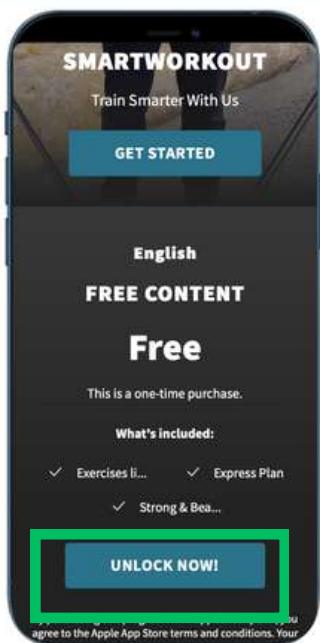 SMARTWORKOUT
Train Smarter With Us
GET STARTED
English
FREE CONTENT
Free
This is a one-time purchase.
What's included:
✓ Exercises li... ✓ Express Plan
✓ Strong & Bea...
UNLOCK NOW!
agree to the Apple App Store terms and conditions. Your